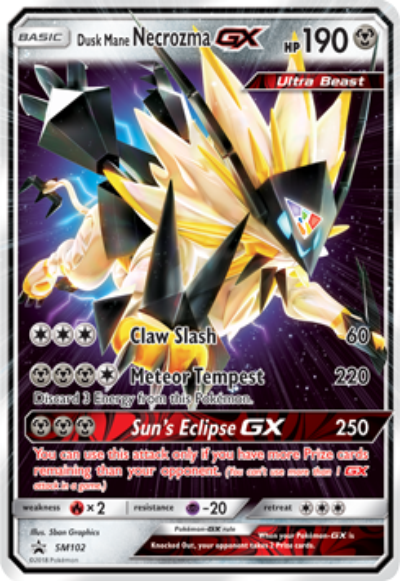 BASIC Dusk Mane Necrozma GX HP 190
Ultra Beast
Claw Slash 60
Meteor Tempest 220
Discard 3 Energy from this Pokémon.
Sun's Eclipse GX 250
You can use this attack only if you have more Prize cards
remaining than your opponent. (You can't use more than 1 GX
attack in a game.)
weakness ×2 resistance -20 retreat
Illus. 5ban Graphics
Pokémon-GX rule
When your Pokémon-GX is
Knocked Out, your opponent takes 2 Prize cards.
SM102
©2018 Pokémon